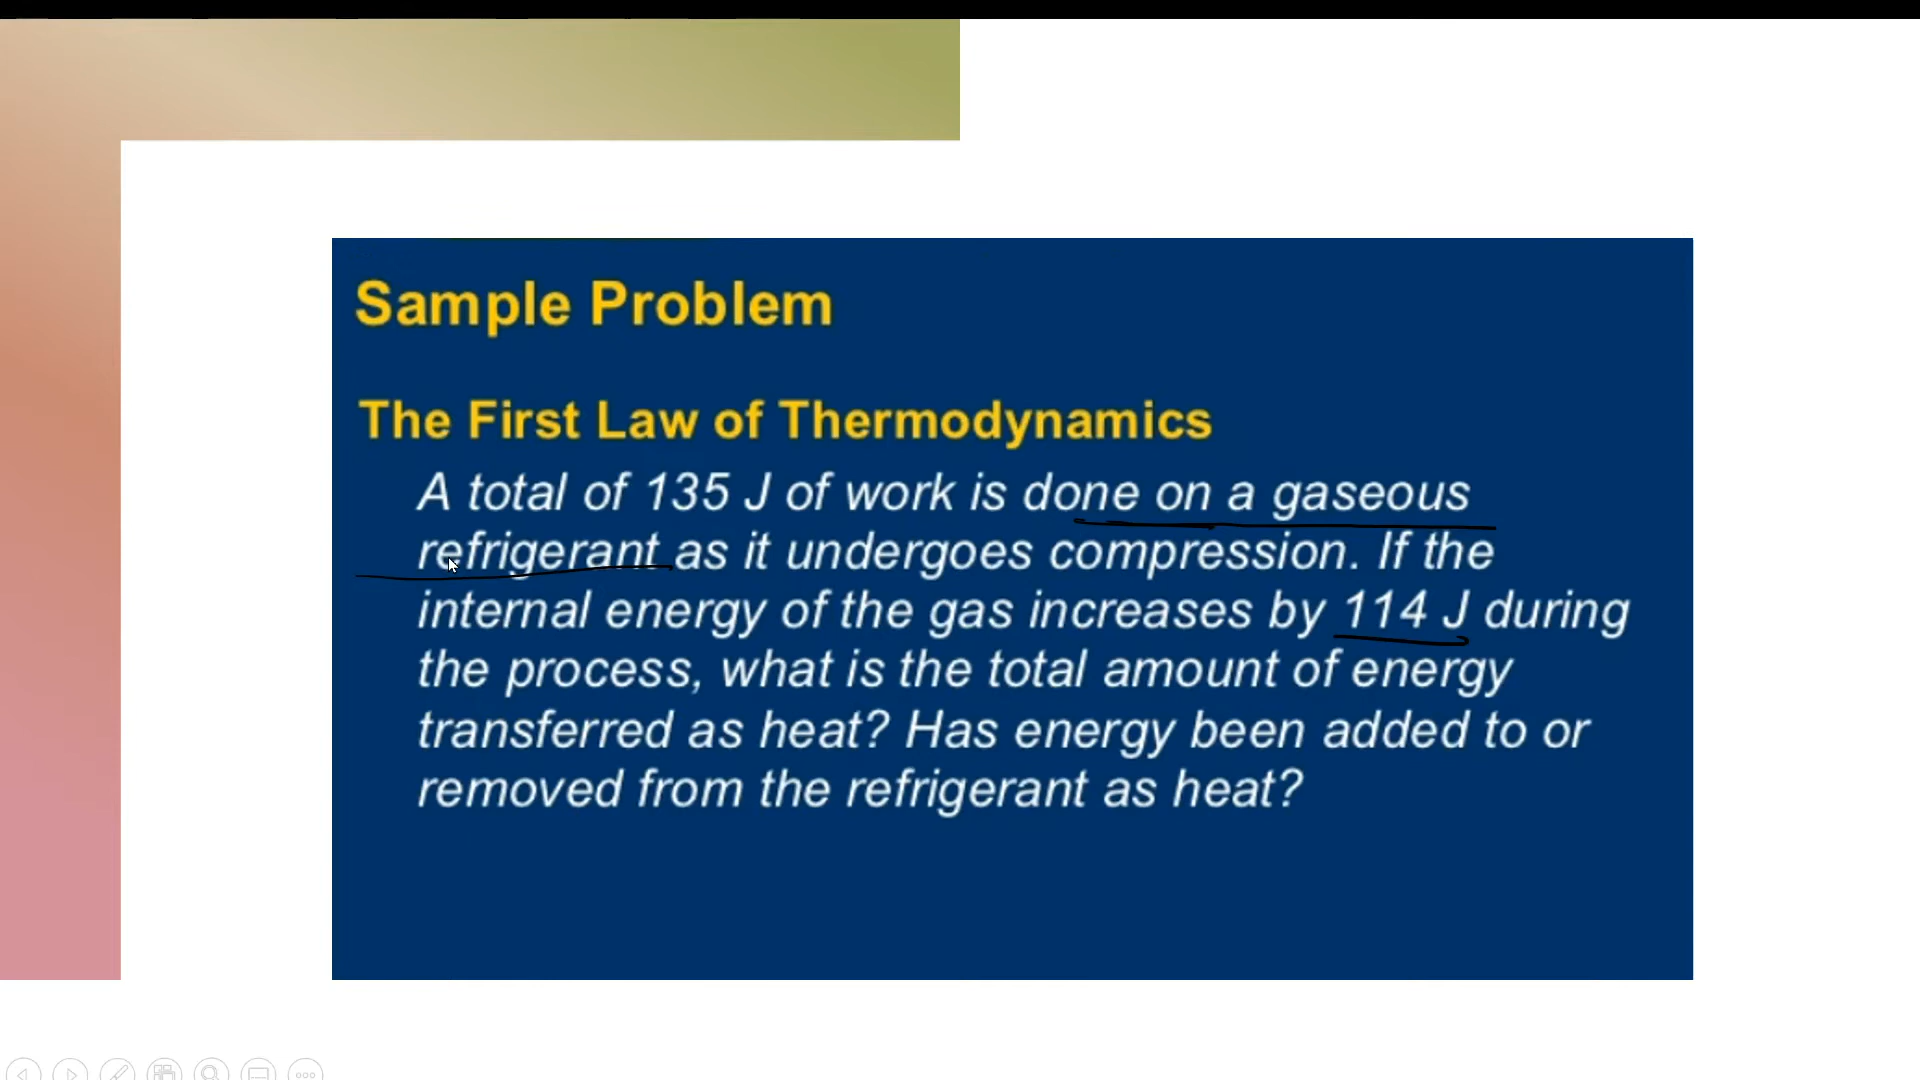 Sample Problem
The First Law of Thermodynamics
A total of 135 J of work is done on a gaseous
refrigerant as it undergoes compression. If the
internal energy of the gas increases by 114 J during
the process, what is the total amount of energy
transferred as heat? Has energy been added to or
removed from the refrigerant as heat?